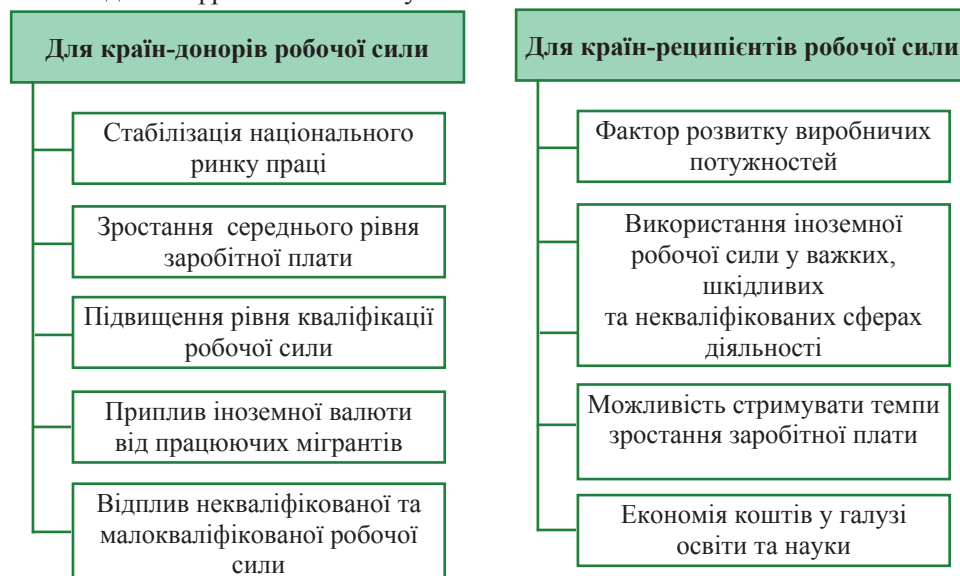 Для країн-донорів робочої сили
Стабілізація національного
ринку праці
Зростання середнього рівня
заробітної плати
Підвищення рівня кваліфікації
робочої сили
Приплив іноземної валюти
від працюючих мігрантів
Відплив некваліфікованої та
малокваліфікованої робочої
сили
Для країн-реципієнтів робочої сили
Фактор розвитку виробничих
потужностей
Використання іноземної
робочої сили у важких,
шкідливих
та некваліфікованих сферах
діяльності
Можливість стримувати темпи
зростання заробітної плати
Економія коштів у галузі
освіти та науки